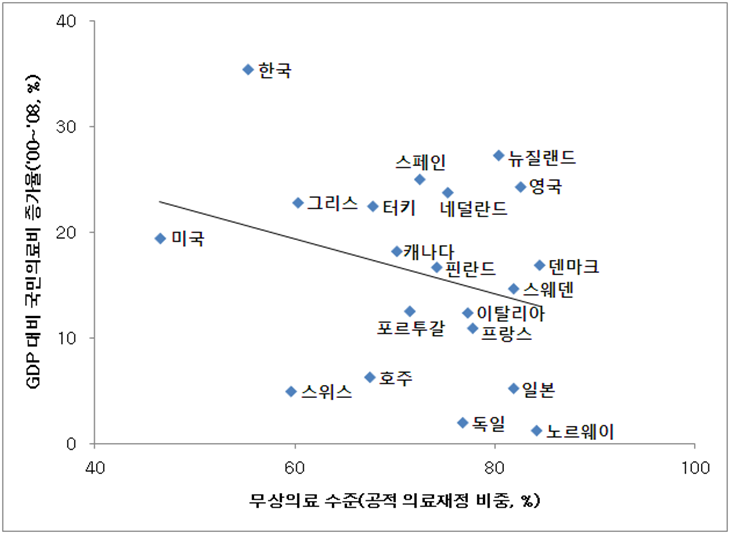 GDP 대비 국민의료비 증가율('00~'08, %)
40
30
20
10
0
한국
뉴질랜드
스페인
영국
그리스
터키
네덜란드
미국
캐나다
핀란드
덴마크
스웨덴
포르투갈
이탈리아
프랑스
호주
스위스
일본
독일
노르웨이
40
60
80
100
무상의료 수준(공적 의료재정 비중, %)